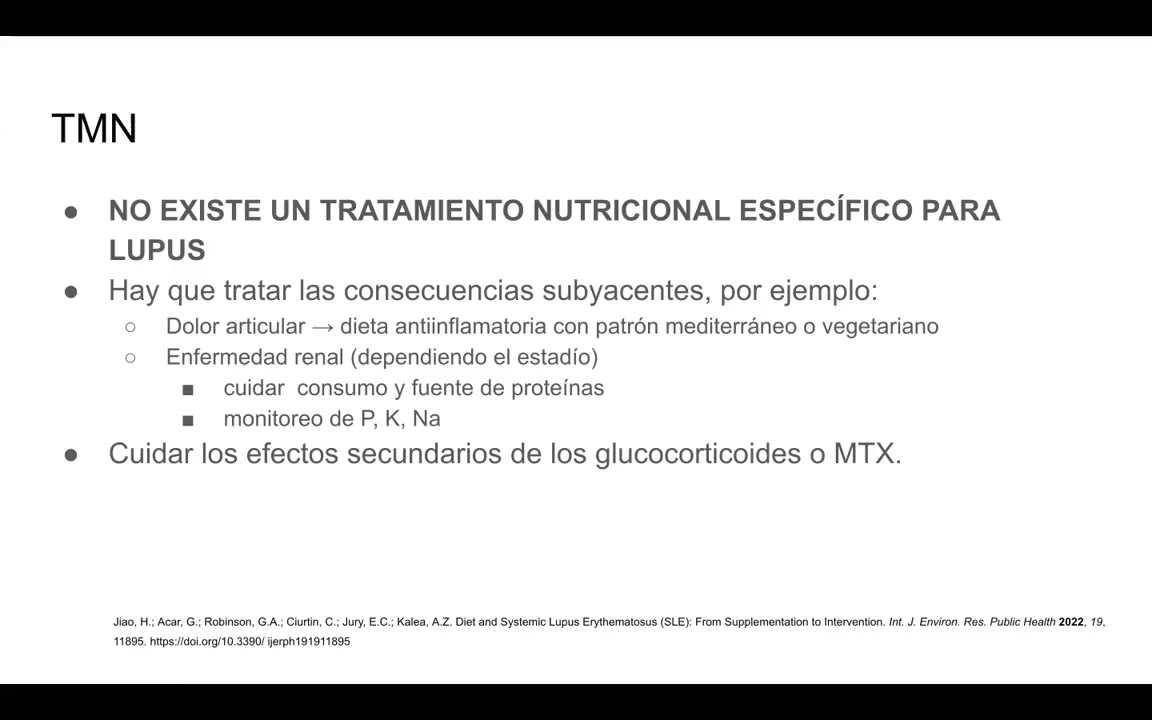 TMN
● NO EXISTE UN TRATAMIENTO NUTRICIONAL ESPECÍFICO PARA
LUPUS
● Hay que tratar las consecuencias subyacentes, por ejemplo:
○ Dolor articular → dieta antiinflamatoria con patrón mediterráneo o vegetariano
○ Enfermedad renal (dependiendo el estadío)
■ cuidar consumo y fuente de proteínas
■ monitoreo de P, K, Na
● Cuidar los efectos secundarios de los glucocorticoides o MTX.
Jiao, H.; Acar, G.; Robinson, G.A.; Ciurtin, C.; Jury, E.C.; Kalea, A.Z. Diet and Systemic Lupus Erythematosus (SLE): From Supplementation to Intervention. Int. J. Environ. Res. Public Health 2022, 19,
11895. https://doi.org/10.3390/ ijerph191911895